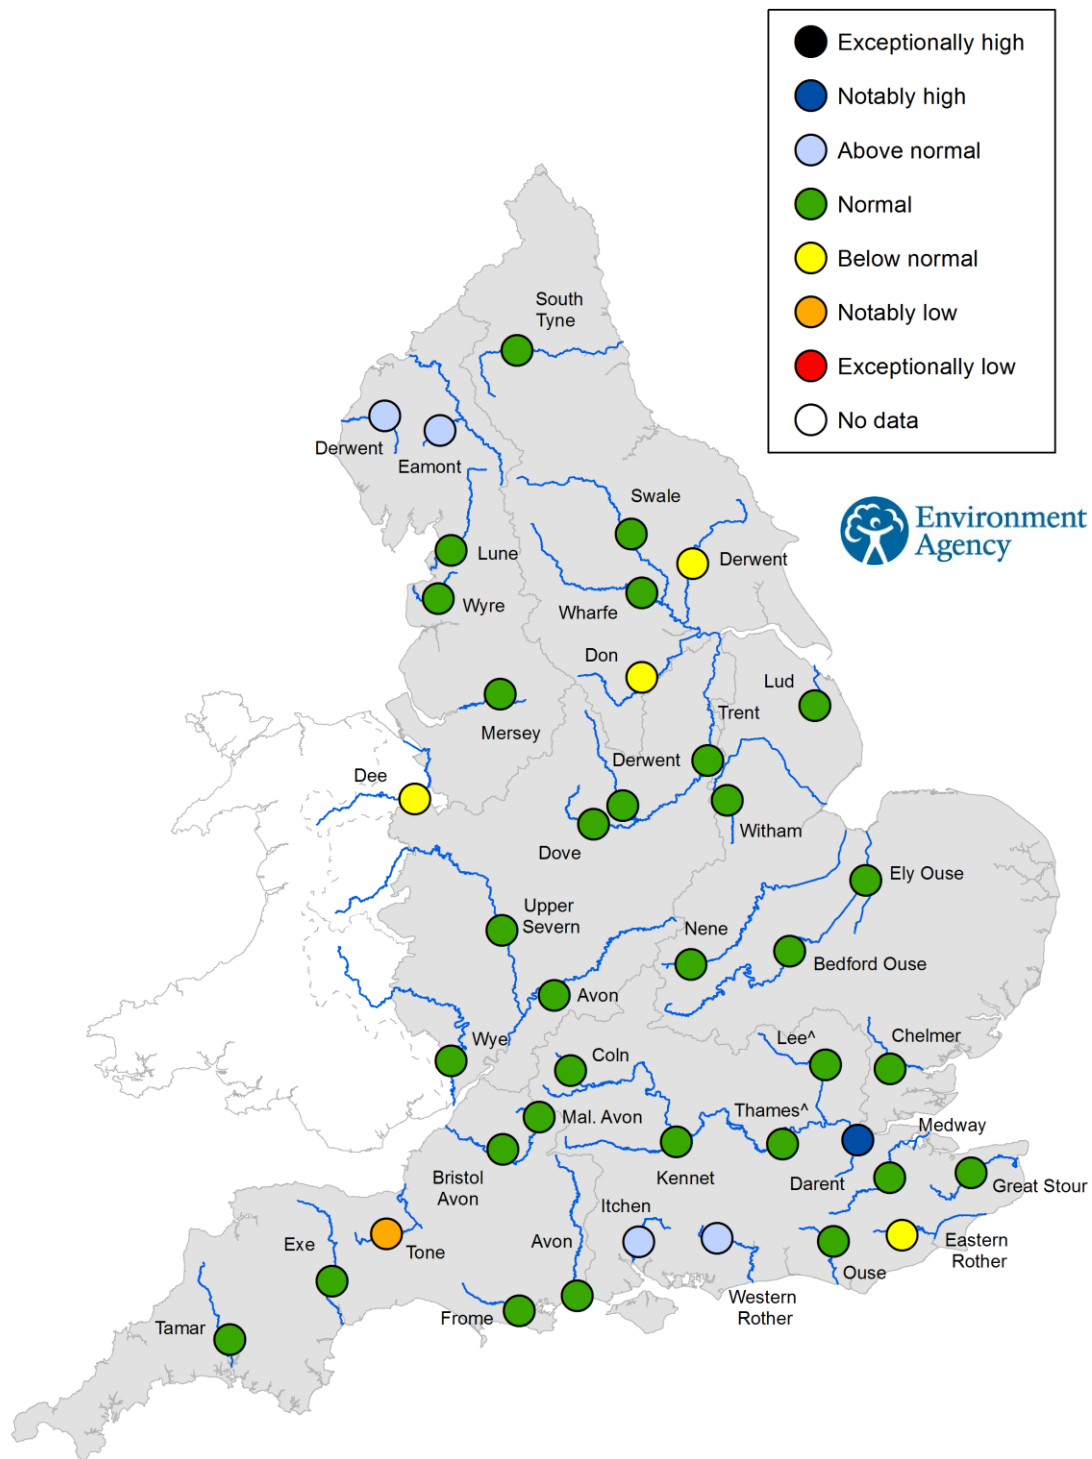 Exceptionally high
Notably high
Above normal
Normal
Below normal
Notably low
Exceptionally low
No data
Environment
Agency
South
Tyne
Derwent
Eamont
Swale
Derwent
Lune
Wyre
Wharfe
Don
Lud
Trent
Mersey
Derwent
Dee
Witham
Dove
Ely Ouse
Upper
Severn
Nene
Bedford Ouse
Avon
Wye
Coln
Lee^
Chelmer
Mal. Avon
Thames^
Medway
Bristol
Avon
Kennet
Darent
Great Stour
Itchen
Exe
Tone
Avon
Eastern
Rother
Ouse
Western
Rother
Frome
Tamar